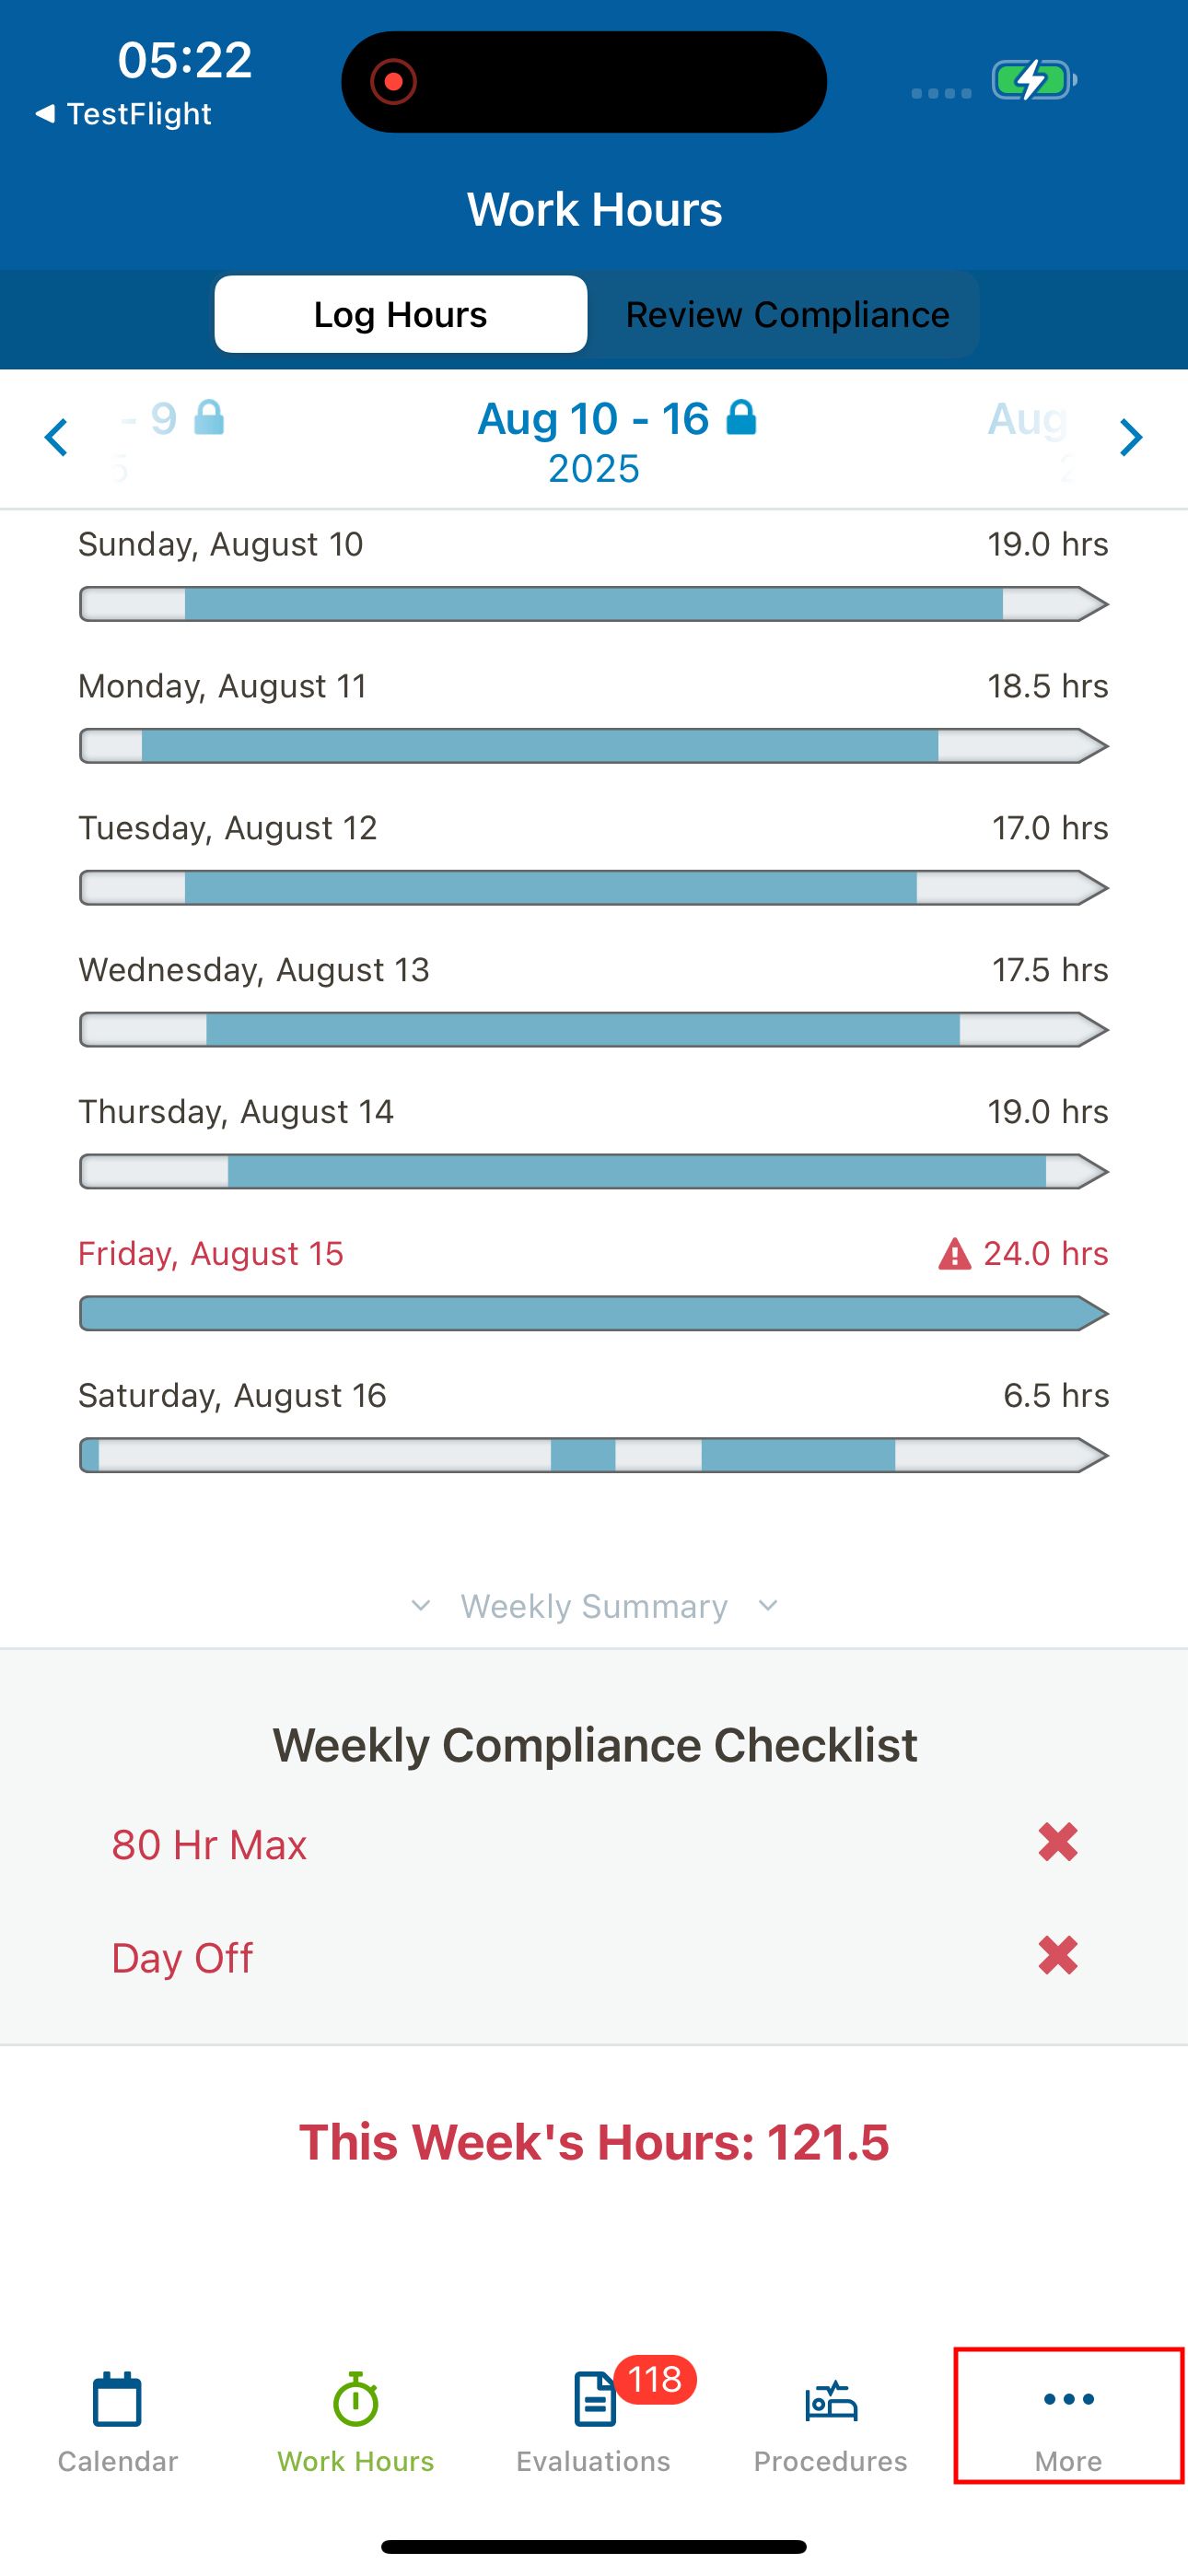 05:22
◀ TestFlight
Work Hours
Log Hours Review Compliance
- 9 Aug 10 - 16 Aug
5 2025 2
Sunday, August 10 19.0 hrs
Monday, August 11 18.5 hrs
Tuesday, August 12 17.0 hrs
Wednesday, August 13 17.5 hrs
Thursday, August 14 19.0 hrs
Friday, August 15 24.0 hrs
Saturday, August 16 6.5 hrs
Weekly Summary
Weekly Compliance Checklist
80 Hr Max
Day Off
This Week's Hours: 121.5
118
Calendar Work Hours Evaluations Procedures More